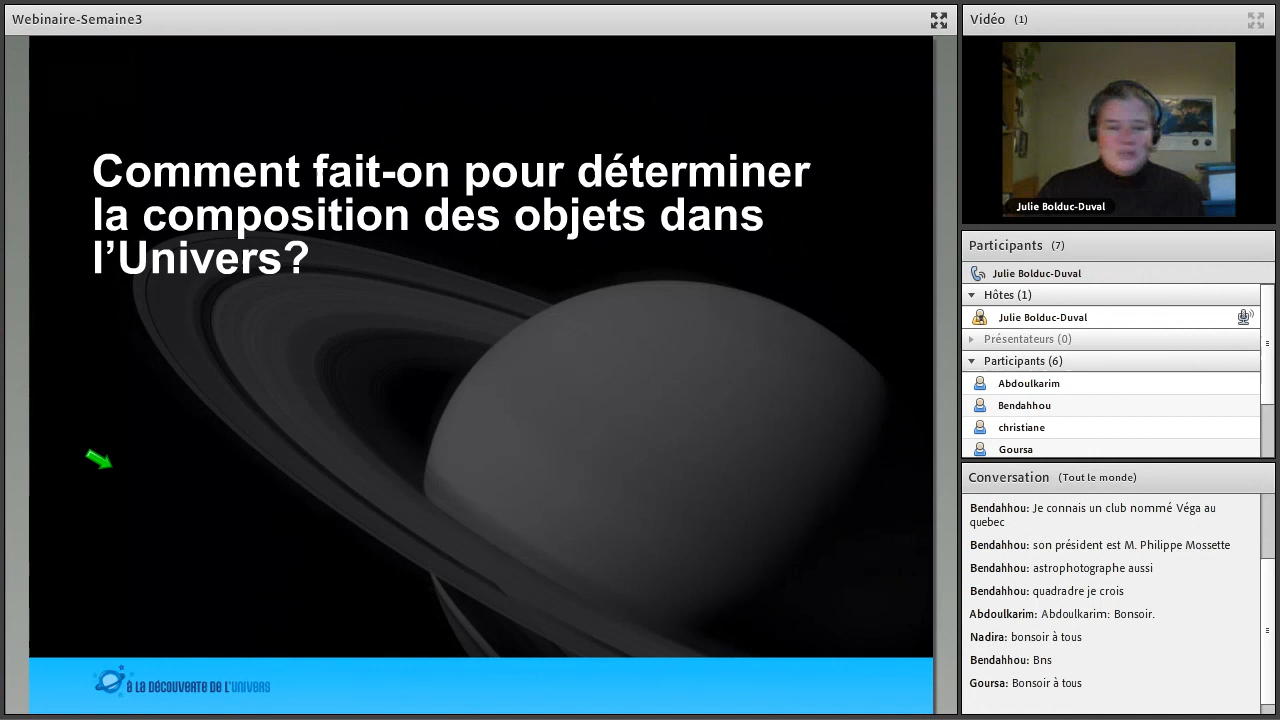 Webinaire-Semaine3
Comment fait-on pour déterminer
la composition des objets dans
l’Univers?
À LA DÉCOUVERTE DE L'UNIVERS
Vidéo (1)
Julie Bolduc-Duval
Participants (7)
Julie Bolduc-Duval
Hôtes (1)
Julie Bolduc-Duval
Présentateurs (0)
Participants (6)
Abdoulkarim
Bendahhou
christiane
Goursa
Conversation (Tout le monde)
Bendahhou: Je connais un club nommé Véga au
quebec
Bendahhou: son président est M. Philippe Mossette
Bendahhou: astrophotographe aussi
Bendahhou: quadradre je crois
Abdoulkarim: Abdoulkarim: Bonsoir.
Nadira: bonsoir à tous
Bendahhou: Bns
Goursa: Bonsoir à tous